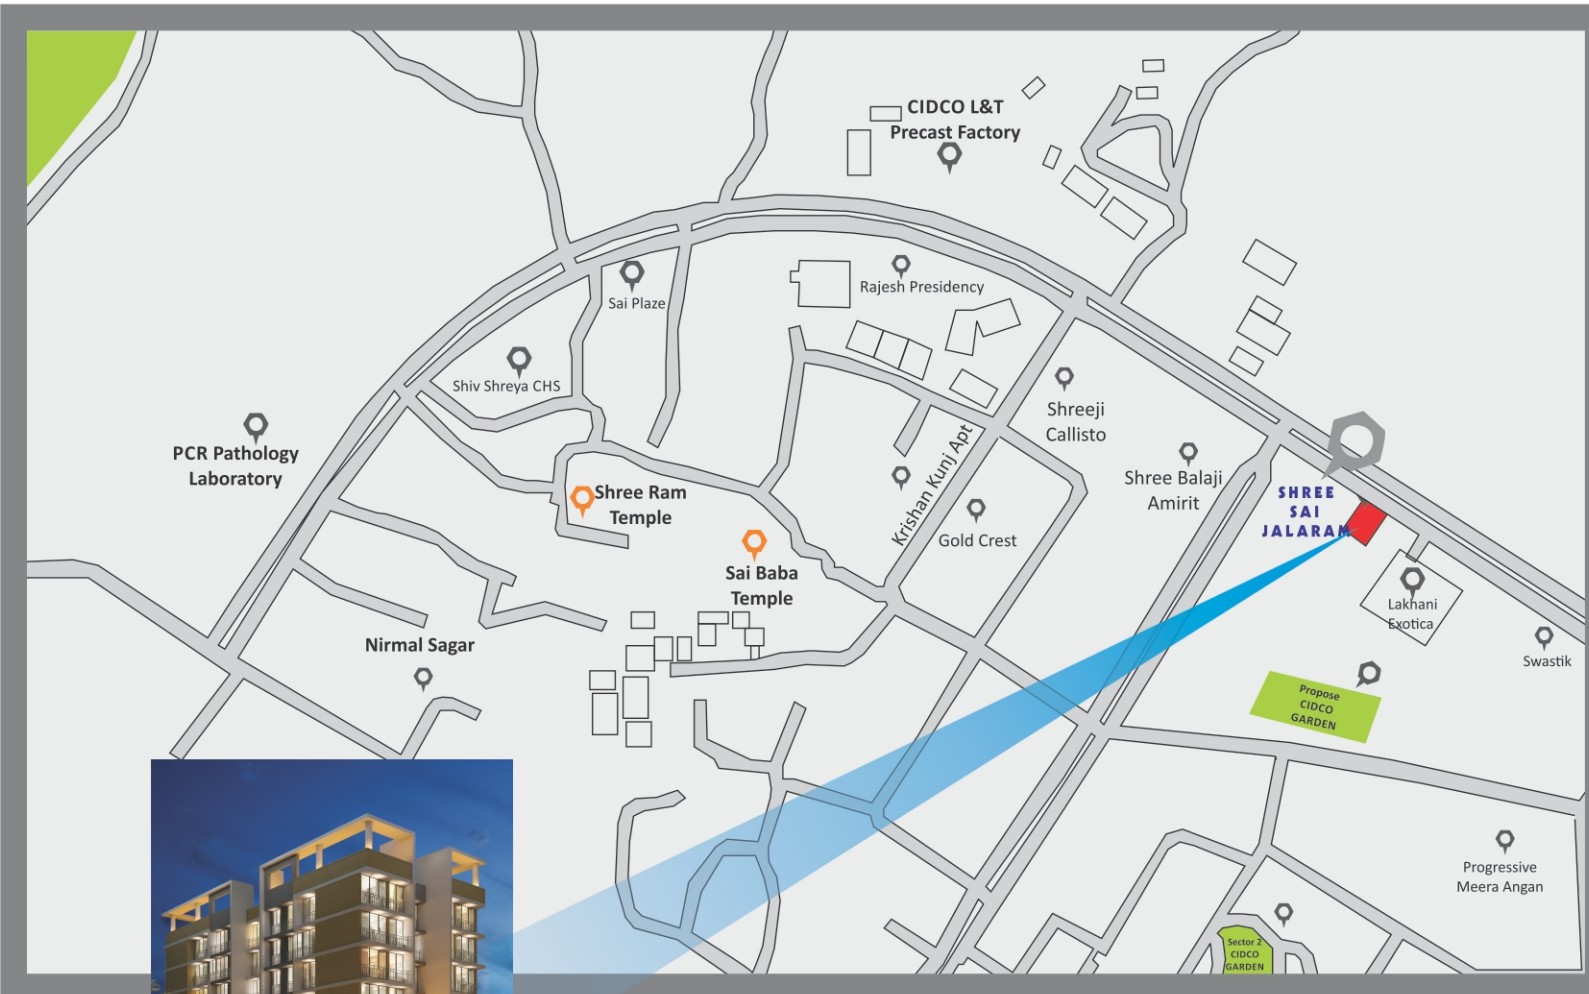 CIDCO L&T
Precast Factory
Rajesh Presidency
Sai Plaze
Shiv Shreya CHS
PCR Pathology
Laboratory
Shreeji
Callisto
Krishan Kunj Apt
Shree Balaji
Amirit
SHREE
SAI
JALARAM
Shree Ram
Temple
Gold Crest
Sai Baba
Temple
Lakhani
Exotica
Nirmal Sagar
Swastik
Propose
CIDCO
GARDEN
Progressive
Meera Angan
Sector 2
CIDCO
GARDEN